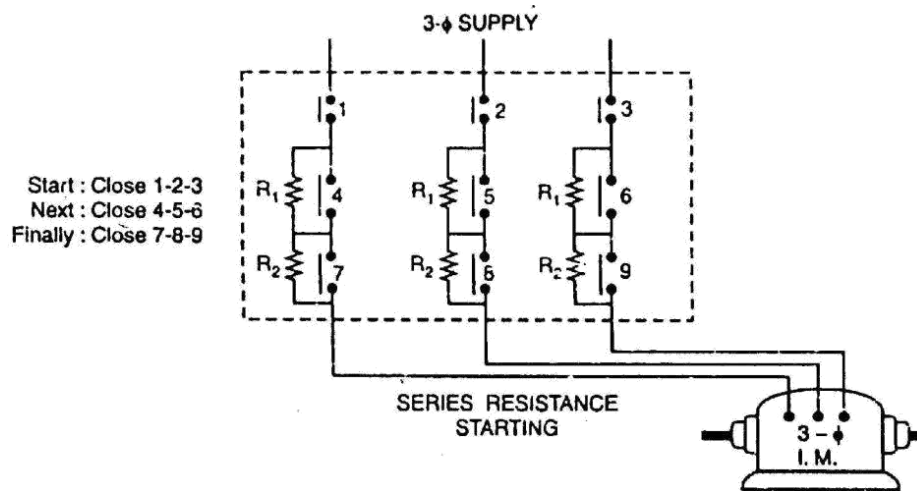 3-ϕ SUPPLY
1 2 3
Start : Close 1-2-3
Next : Close 4-5-6
Finally : Close 7-8-9
R₁ 4 R₁ 5 R₁ 6
R₂ 7 R₂ 8 R₂ 9
SERIES RESISTANCE
STARTING
3 – ϕ
I. M.